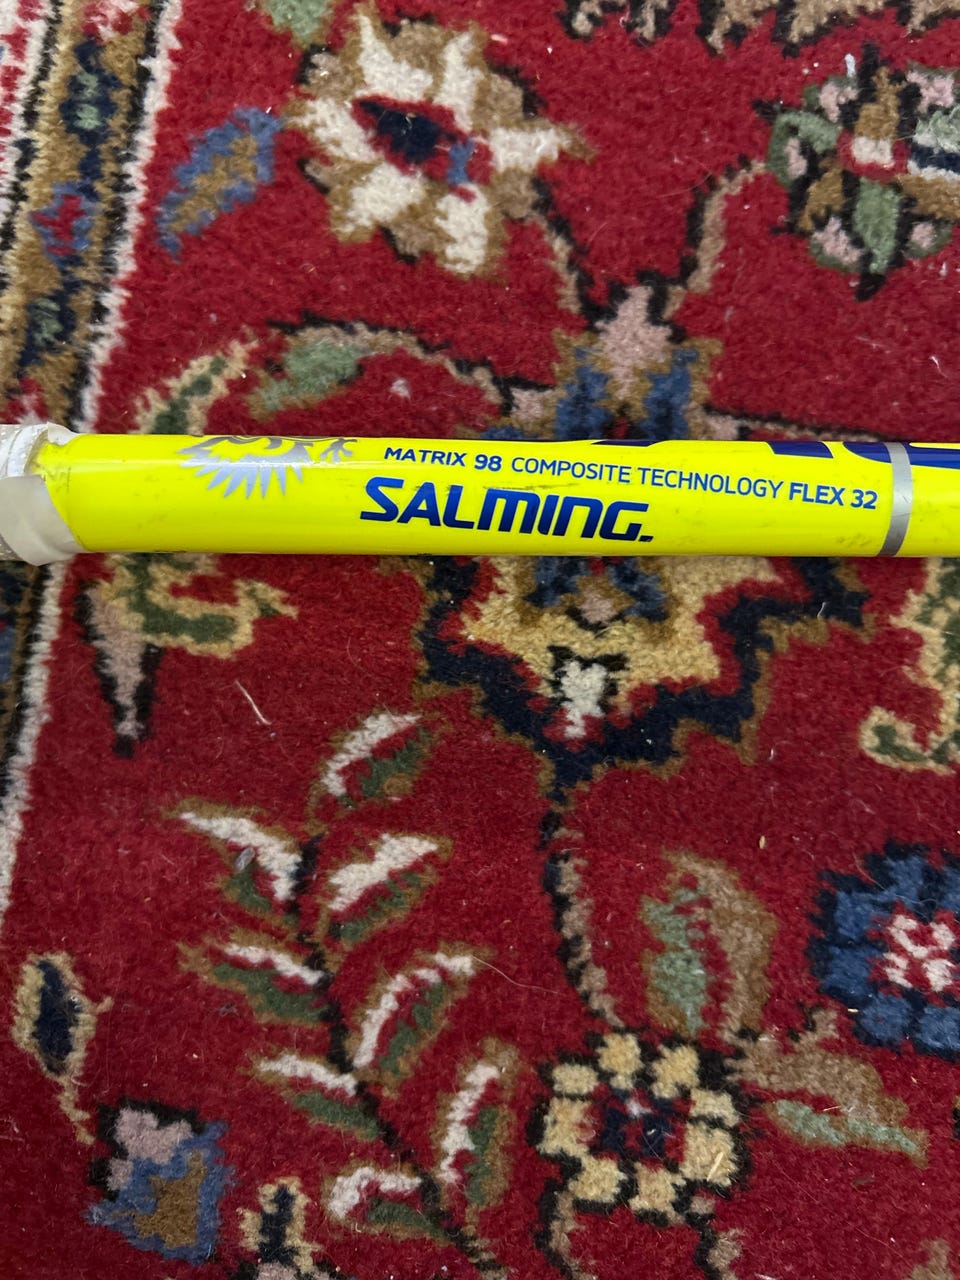 MATRIX 98 COMPOSITE TECHNOLOGY FLEX 32
SALMING